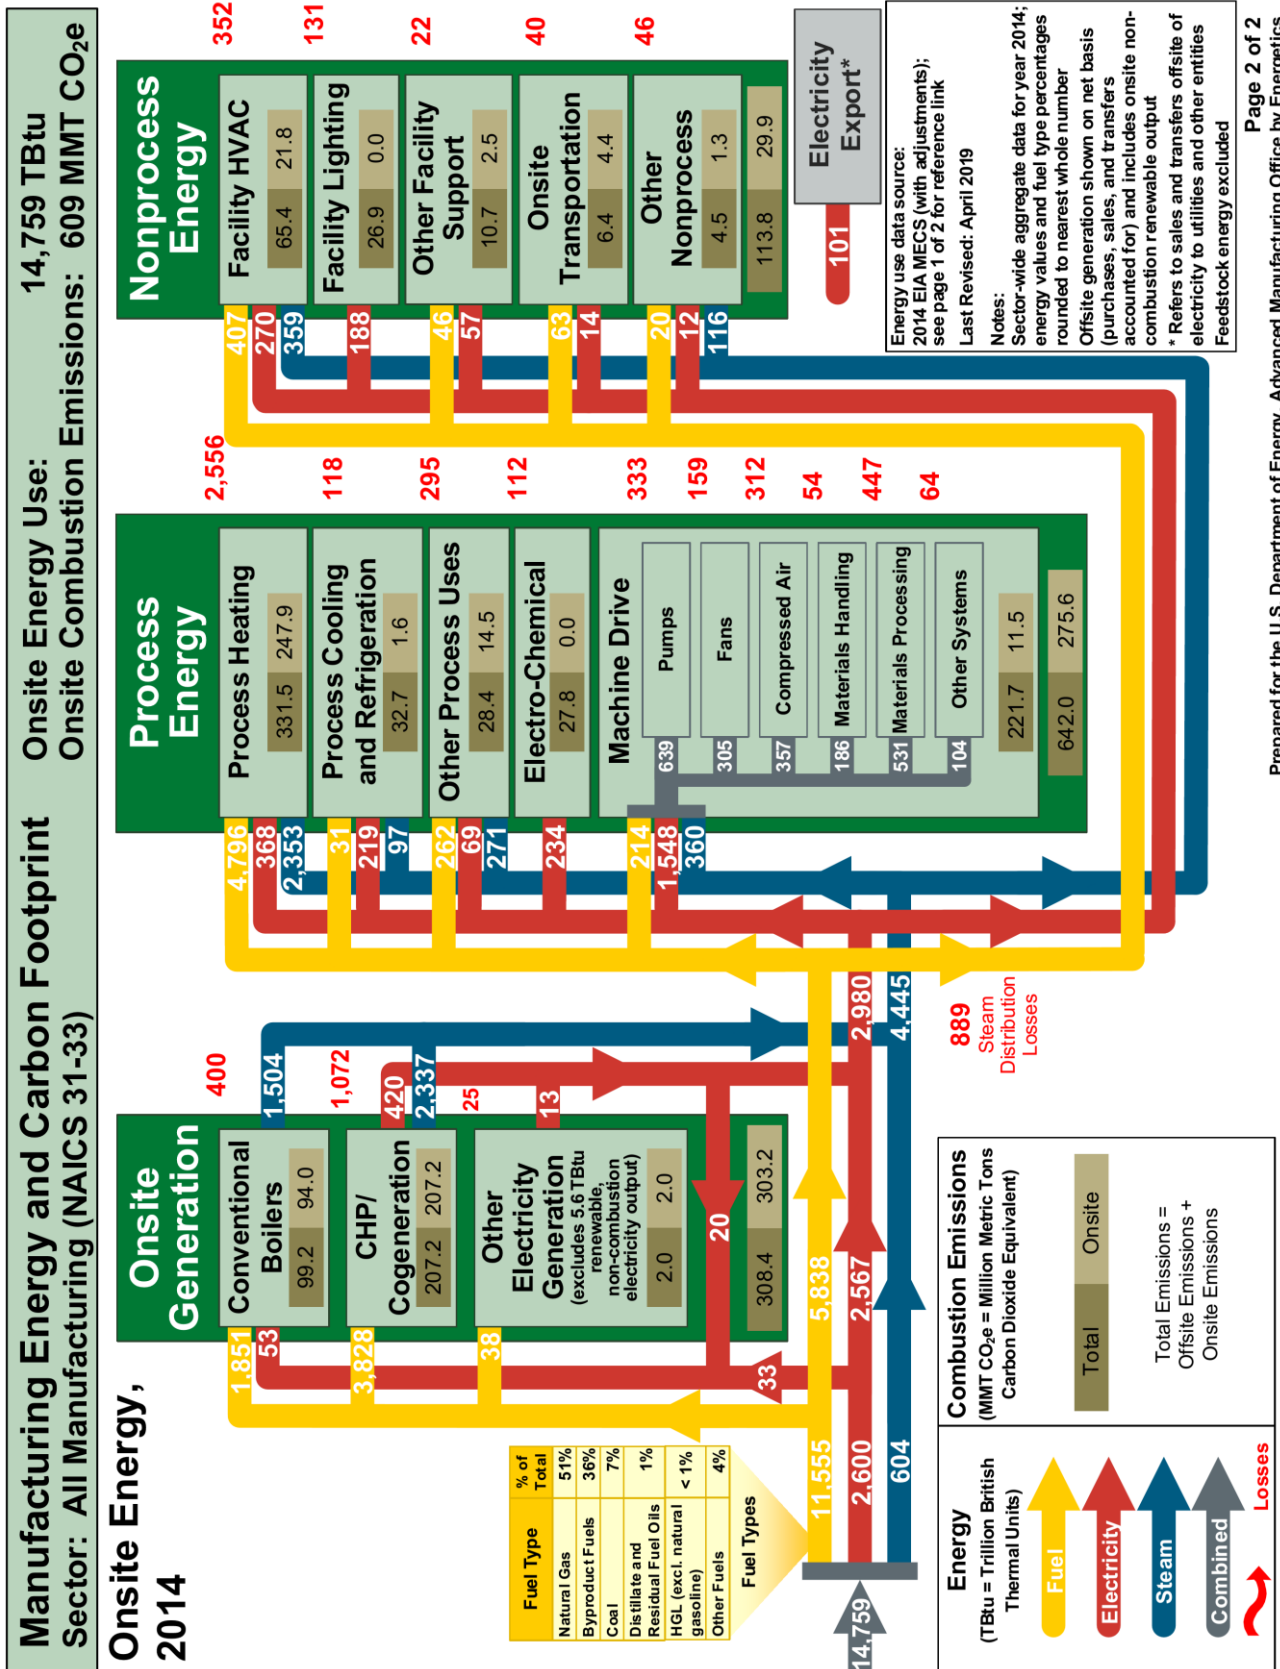 Manufacturing Energy and Carbon Footprint
Sector: All Manufacturing (NAICS 31-33)
Onsite Energy Use: 14,759 TBtu
Onsite Combustion Emissions: 609 MMT CO₂e
Onsite Energy,
2014
Fuel Type
% of
Total
Natural Gas 51%
Byproduct Fuels 36%
Coal 7%
Distillate and
Residual Fuel Oils 1%
HGL (excl. natural
gasoline) < 1%
Other Fuels 4%
Fuel Types
14,759
11,555
2,600
604
33
5,838
2,567
20
2,980
4,445
Onsite
Generation
1,851
53
Conventional
Boilers
99.2 94.0
1,504
400
3,828
CHP/
Cogeneration
207.2 207.2
420
2,337
1,072
38
Other
Electricity
Generation
(excludes 5.6 TBtu
renewable,
non-combustion
electricity output)
2.0 2.0
13
25
308.4 303.2
889
Steam
Distribution
Losses
Process
Energy
4,796
368
2,353
Process Heating
331.5 247.9
2,556
31
219
97
Process Cooling
and Refrigeration
32.7 1.6
118
262
69
271
Other Process Uses
28.4 14.5
295
234
Electro-Chemical
27.8 0.0
112
214
1,548
360
Machine Drive
639
Pumps
333
305
Fans
159
357
Compressed Air
312
186
Materials Handling
54
531
Materials Processing
447
104
Other Systems
64
221.7 11.5
642.0 275.6
Nonprocess
Energy
407
270
359
Facility HVAC
65.4 21.8
352
188
Facility Lighting
26.9 0.0
131
46
57
Other Facility
Support
10.7 2.5
22
63
14
Onsite
Transportation
6.4 4.4
40
20
12
116
Other
Nonprocess
4.5 1.3
46
113.8 29.9
101
Electricity
Export*
Energy
(TBtu = Trillion British
Thermal Units)
Fuel
Electricity
Steam
Combined
Losses
Combustion Emissions
(MMT CO₂e = Million Metric Tons
Carbon Dioxide Equivalent)
Total Onsite
Total Emissions =
Offsite Emissions +
Onsite Emissions
Energy use data source:
2014 EIA MECS (with adjustments);
see page 1 of 2 for reference link
Last Revised: April 2019
Notes:
Sector-wide aggregate data for year 2014;
energy values and fuel type percentages
rounded to nearest whole number
Offsite generation shown on net basis
(purchases, sales, and transfers
accounted for) and includes onsite non-
combustion renewable output
* Refers to sales and transfers offsite of
electricity to utilities and other entities
Feedstock energy excluded
Page 2 of 2
Prepared for the U.S. Department of Energy, Advanced Manufacturing Office by Energetics